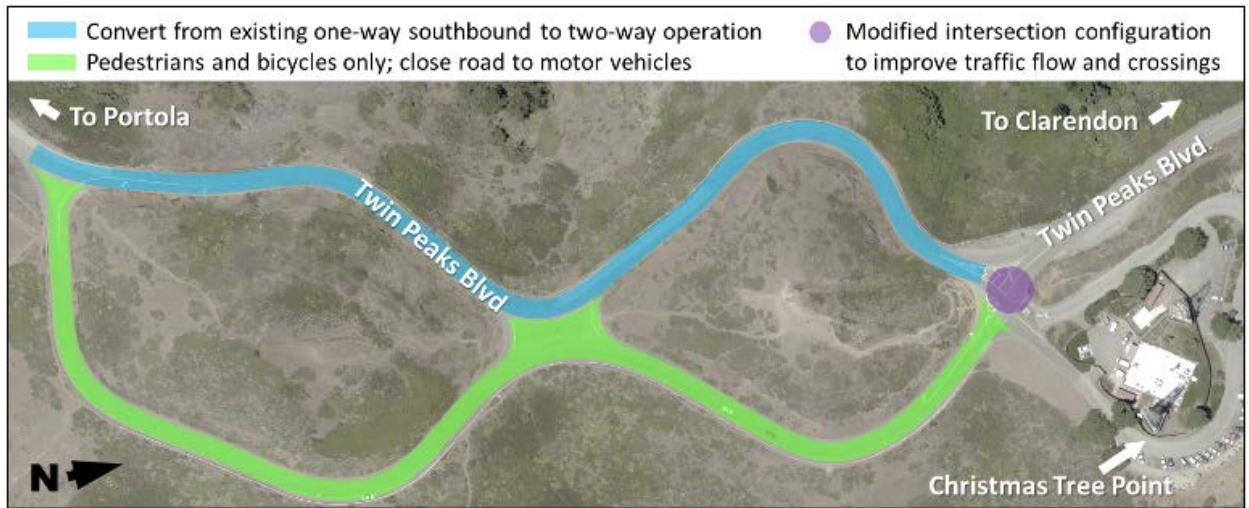 Convert from existing one-way southbound to two-way operation
Pedestrians and bicycles only; close road to motor vehicles
Modified intersection configuration
to improve traffic flow and crossings
To Portola
To Clarendon
Twin Peaks Blvd
Twin Peaks Blvd
Christmas Tree Point
N